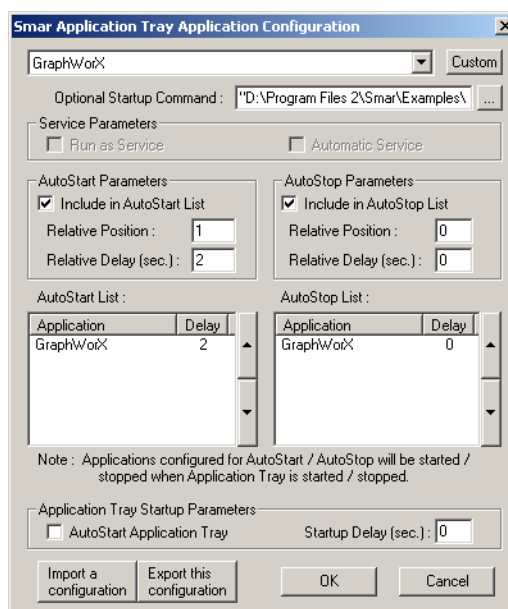 Smar Application Tray Application Configuration
GraphWorX
Custom
Optional Startup Command : "D:\Program Files 2\Smar\Examples\ ...
Service Parameters
Run as Service
Automatic Service
AutoStart Parameters
Include in AutoStart List
Relative Position : 1
Relative Delay (sec.) : 2
AutoStop Parameters
Include in AutoStop List
Relative Position : 0
Relative Delay (sec.) : 0
AutoStart List :
Application Delay
GraphWorX 2
AutoStop List :
Application Delay
GraphWorX 0
Note : Applications configured for AutoStart / AutoStop will be started /
stopped when Application Tray is started / stopped.
Application Tray Startup Parameters
AutoStart Application Tray
Startup Delay (sec.) : 0
Import a
configuration
Export this
configuration
OK
Cancel